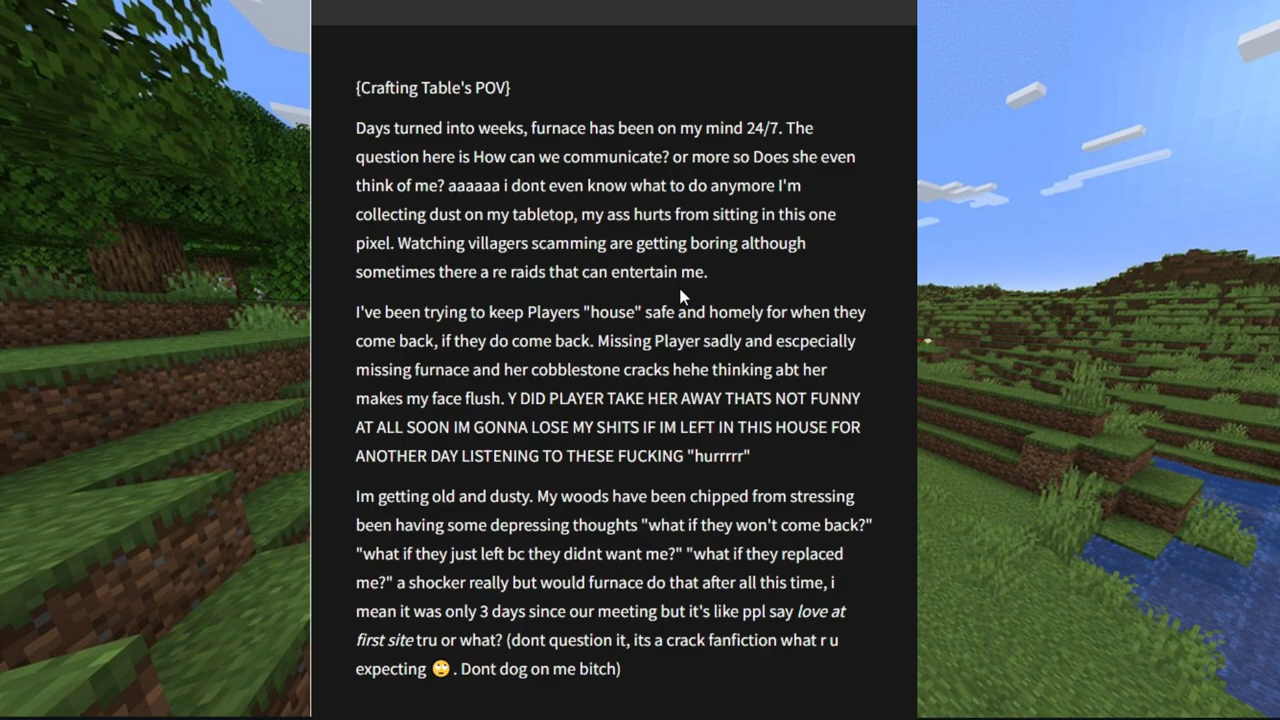 {Crafting Table's POV}
Days turned into weeks, furnace has been on my mind 24/7. The
question here is How can we communicate? or more so Does she even
think of me? aaaaaa i dont even know what to do anymore I'm
collecting dust on my tabletop, my ass hurts from sitting in this one
pixel. Watching villagers scamming are getting boring although
sometimes there a re raids that can entertain me.
I've been trying to keep Players "house" safe and homely for when they
come back, if they do come back. Missing Player sadly and escpecially
missing furnace and her cobblestone cracks hehe thinking abt her
makes my face flush. Y DID PLAYER TAKE HER AWAY THATS NOT FUNNY
AT ALL SOON IM GONNA LOSE MY SHITS IF IM LEFT IN THIS HOUSE FOR
ANOTHER DAY LISTENING TO THESE FUCKING "hurrrrr"
Im getting old and dusty. My woods have been chipped from stressing
been having some depressing thoughts "what if they won't come back?"
"what if they just left bc they didnt want me?" "what if they replaced
me?" a shocker really but would furnace do that after all this time, i
mean it was only 3 days since our meeting but it's like ppl say love at
first site tru or what? (dont question it, its a crack fanfiction what r u
expecting 🙄 . Dont dog on me bitch)